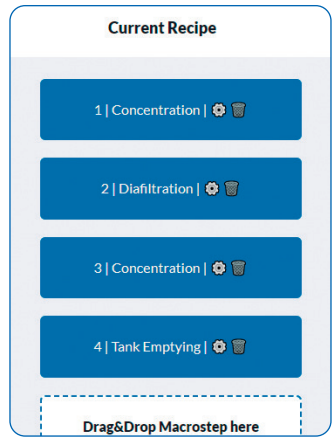 Current Recipe
1 | Concentration |
2 | Diafiltration |
3 | Concentration |
4 | Tank Emptying |
Drag&Drop Macrostep here